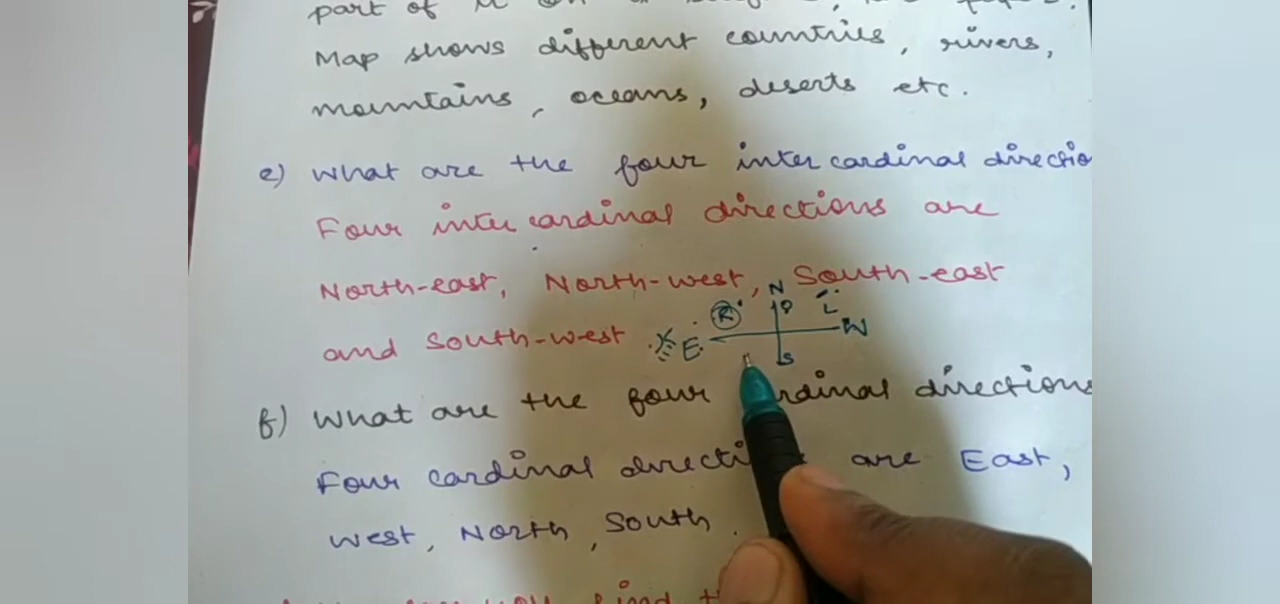 part of
Map shows different countries, rivers,
mountains, oceans, deserts etc.
e) What are the four inter cardinal directio
Four inter cardinal directions are
North-east, North-west, South-east
and South-west
N
R
L
E
W
S
f) What are the four rdinal directions
Four cardinal directi are East,
West, North, South.